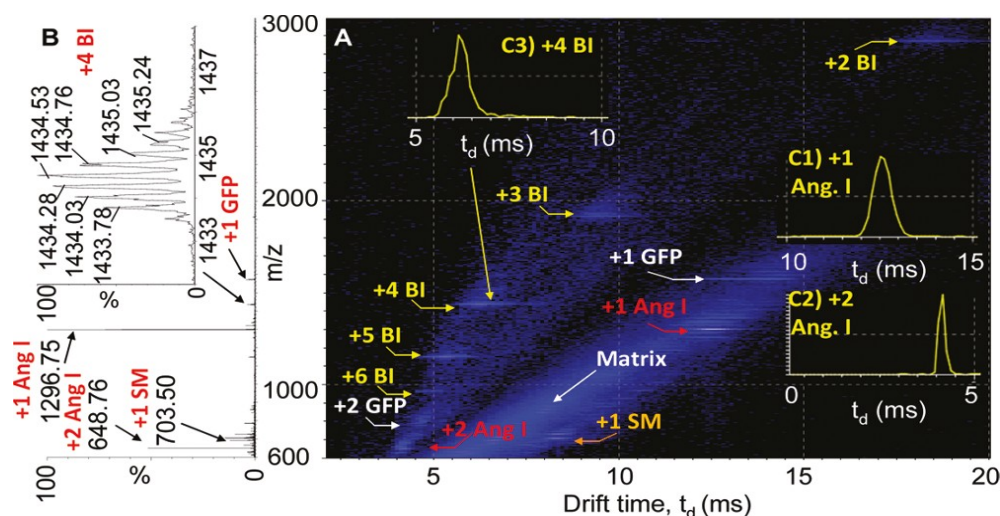 B
+4 BI
1434.53
1434.76
1435.03
1435.24
1434.28
1434.03
1433.78
1437
1435
1433
100
%
0
+1 GFP
+1 Ang I
1296.75
+2 Ang I
648.76
+1 SM
703.50
100
%
0
m/z
3000
2000
1000
600
A
C3) +4 BI
5
10
t_d (ms)
+2 BI
C1) +1
Ang. I
10
15
t_d (ms)
+3 BI
+1 GFP
+4 BI
+1 Ang I
C2) +2
Ang. I
0
5
t_d (ms)
+5 BI
Matrix
+6 BI
+2 GFP
+2 Ang I
+1 SM
5
10
15
20
Drift time, t_d (ms)